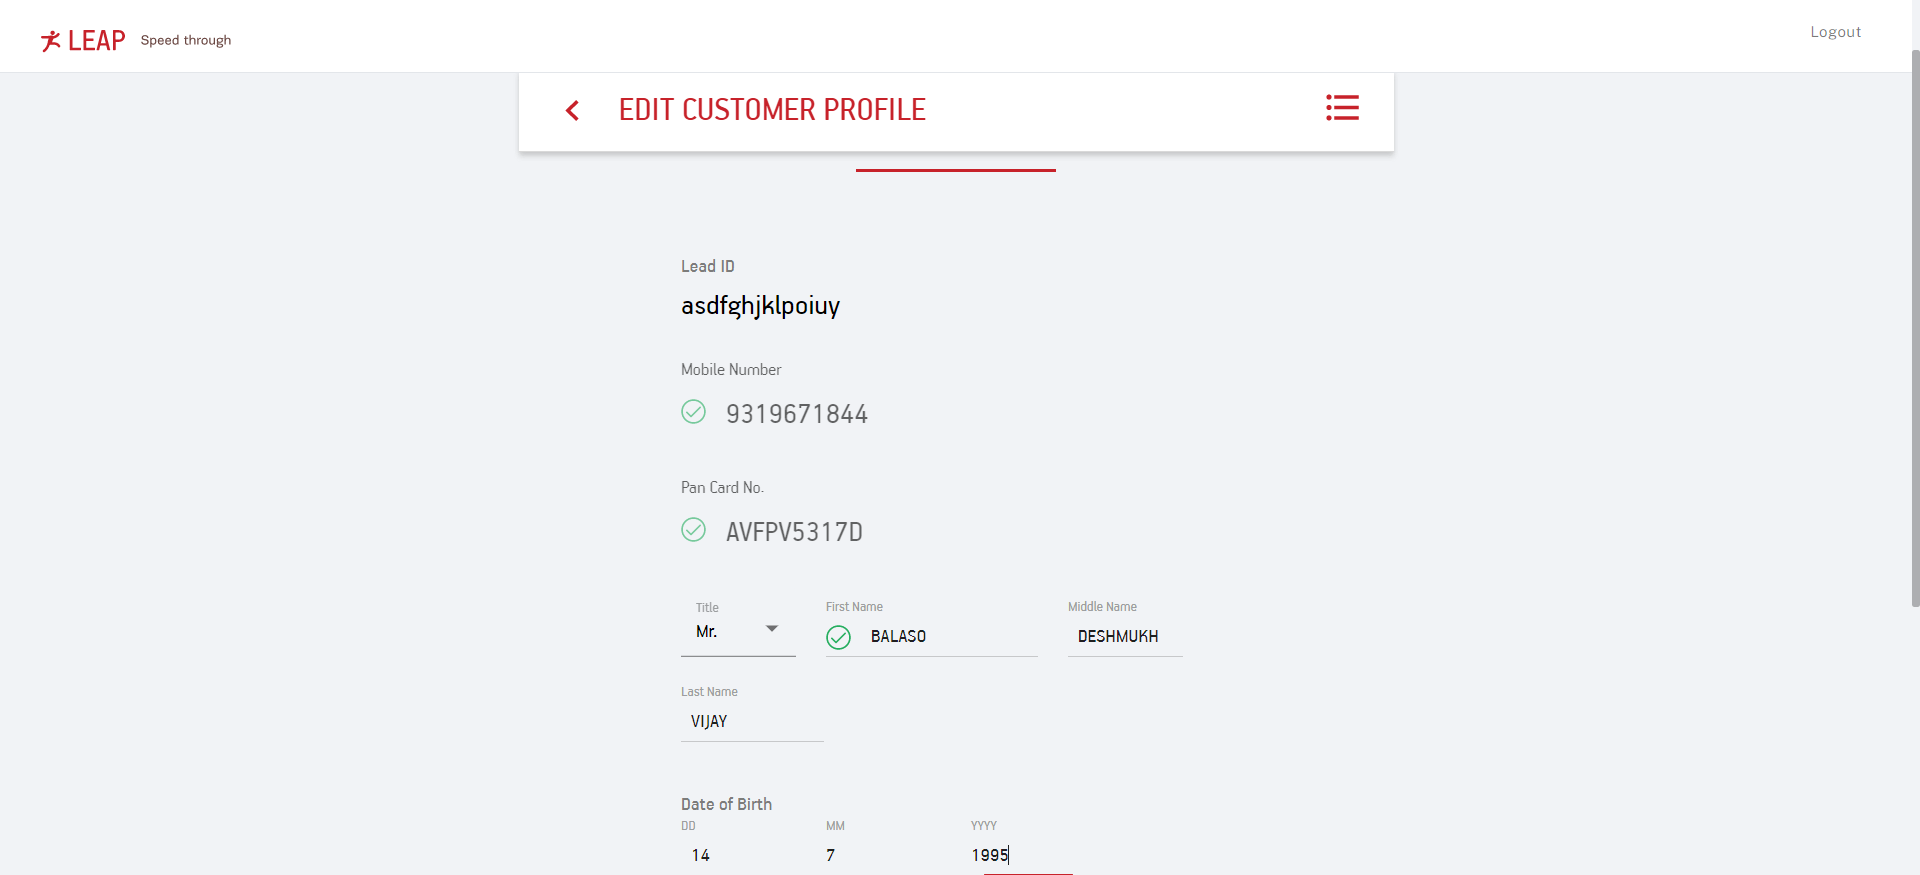 LEAP Speed through
Logout
EDIT CUSTOMER PROFILE
Lead ID
asdfghjklpoiuy
Mobile Number
9319671844
Pan Card No.
AVFPV5317D
Title First Name Middle Name
Mr. BALASO DESHMUKH
Last Name
VIJAY
Date of Birth
DD MM YYYY
14 7 1995